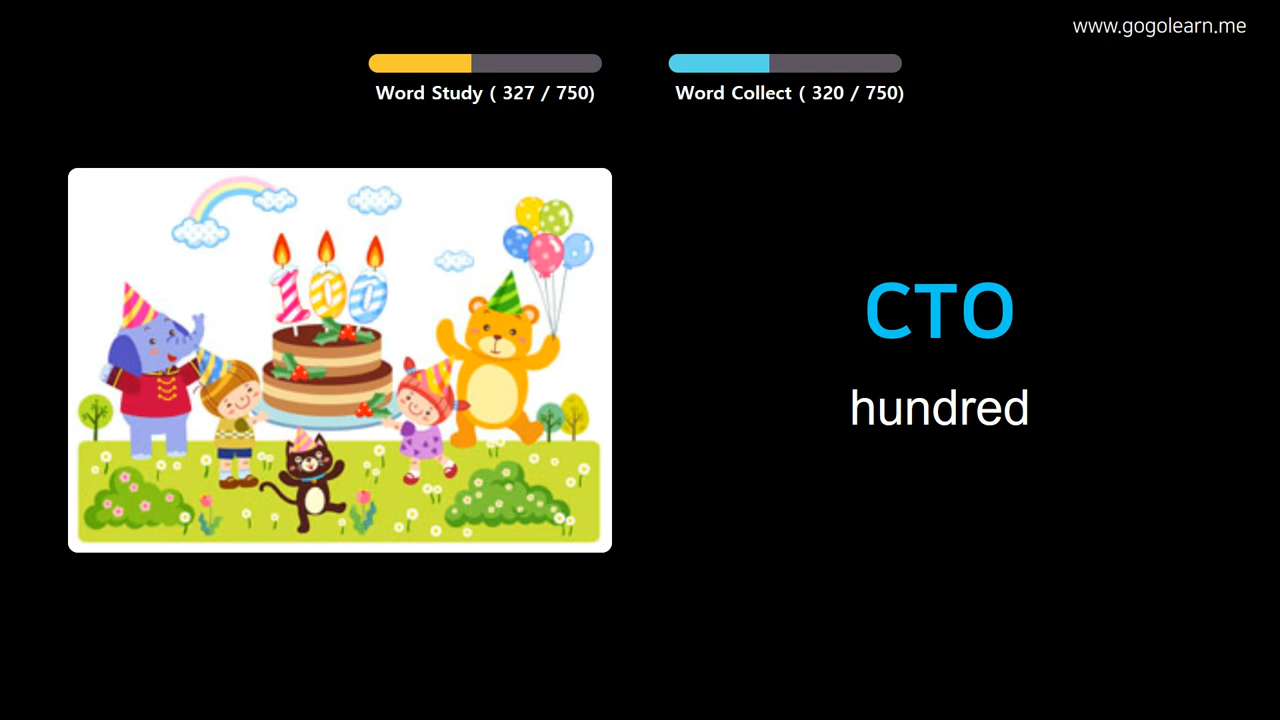 www.gogolearn.me
Word Study ( 327 / 750)
Word Collect ( 320 / 750)
100
СТО
hundred